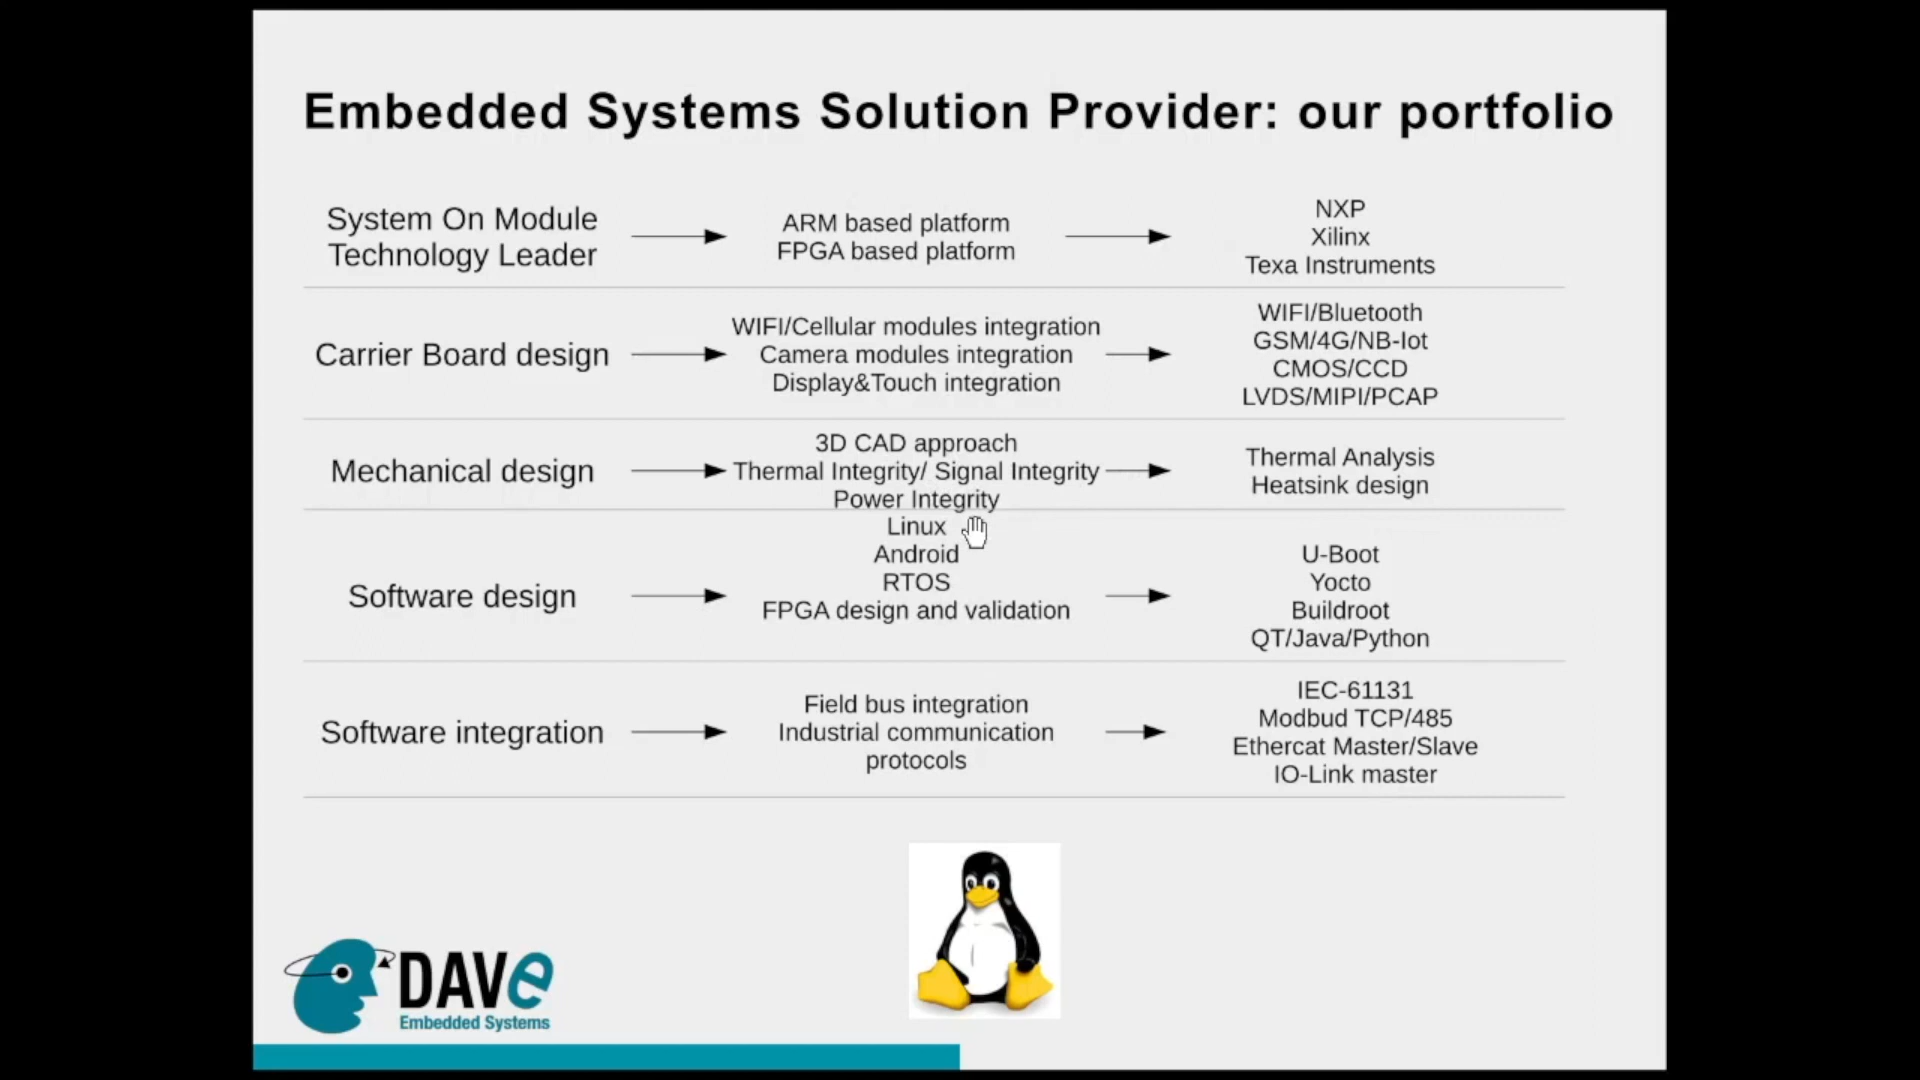 Embedded Systems Solution Provider: our portfolio
System On Module
Technology Leader
ARM based platform
FPGA based platform
NXP
Xilinx
Texa Instruments
Carrier Board design
WIFI/Cellular modules integration
Camera modules integration
Display&Touch integration
WIFI/Bluetooth
GSM/4G/NB-Iot
CMOS/CCD
LVDS/MIPI/PCAP
Mechanical design
3D CAD approach
Thermal Integrity/ Signal Integrity
Power Integrity
Thermal Analysis
Heatsink design
Software design
Linux
Android
RTOS
FPGA design and validation
U-Boot
Yocto
Buildroot
QT/Java/Python
Software integration
Field bus integration
Industrial communication
protocols
IEC-61131
Modbud TCP/485
Ethercat Master/Slave
IO-Link master
DAVe
Embedded Systems